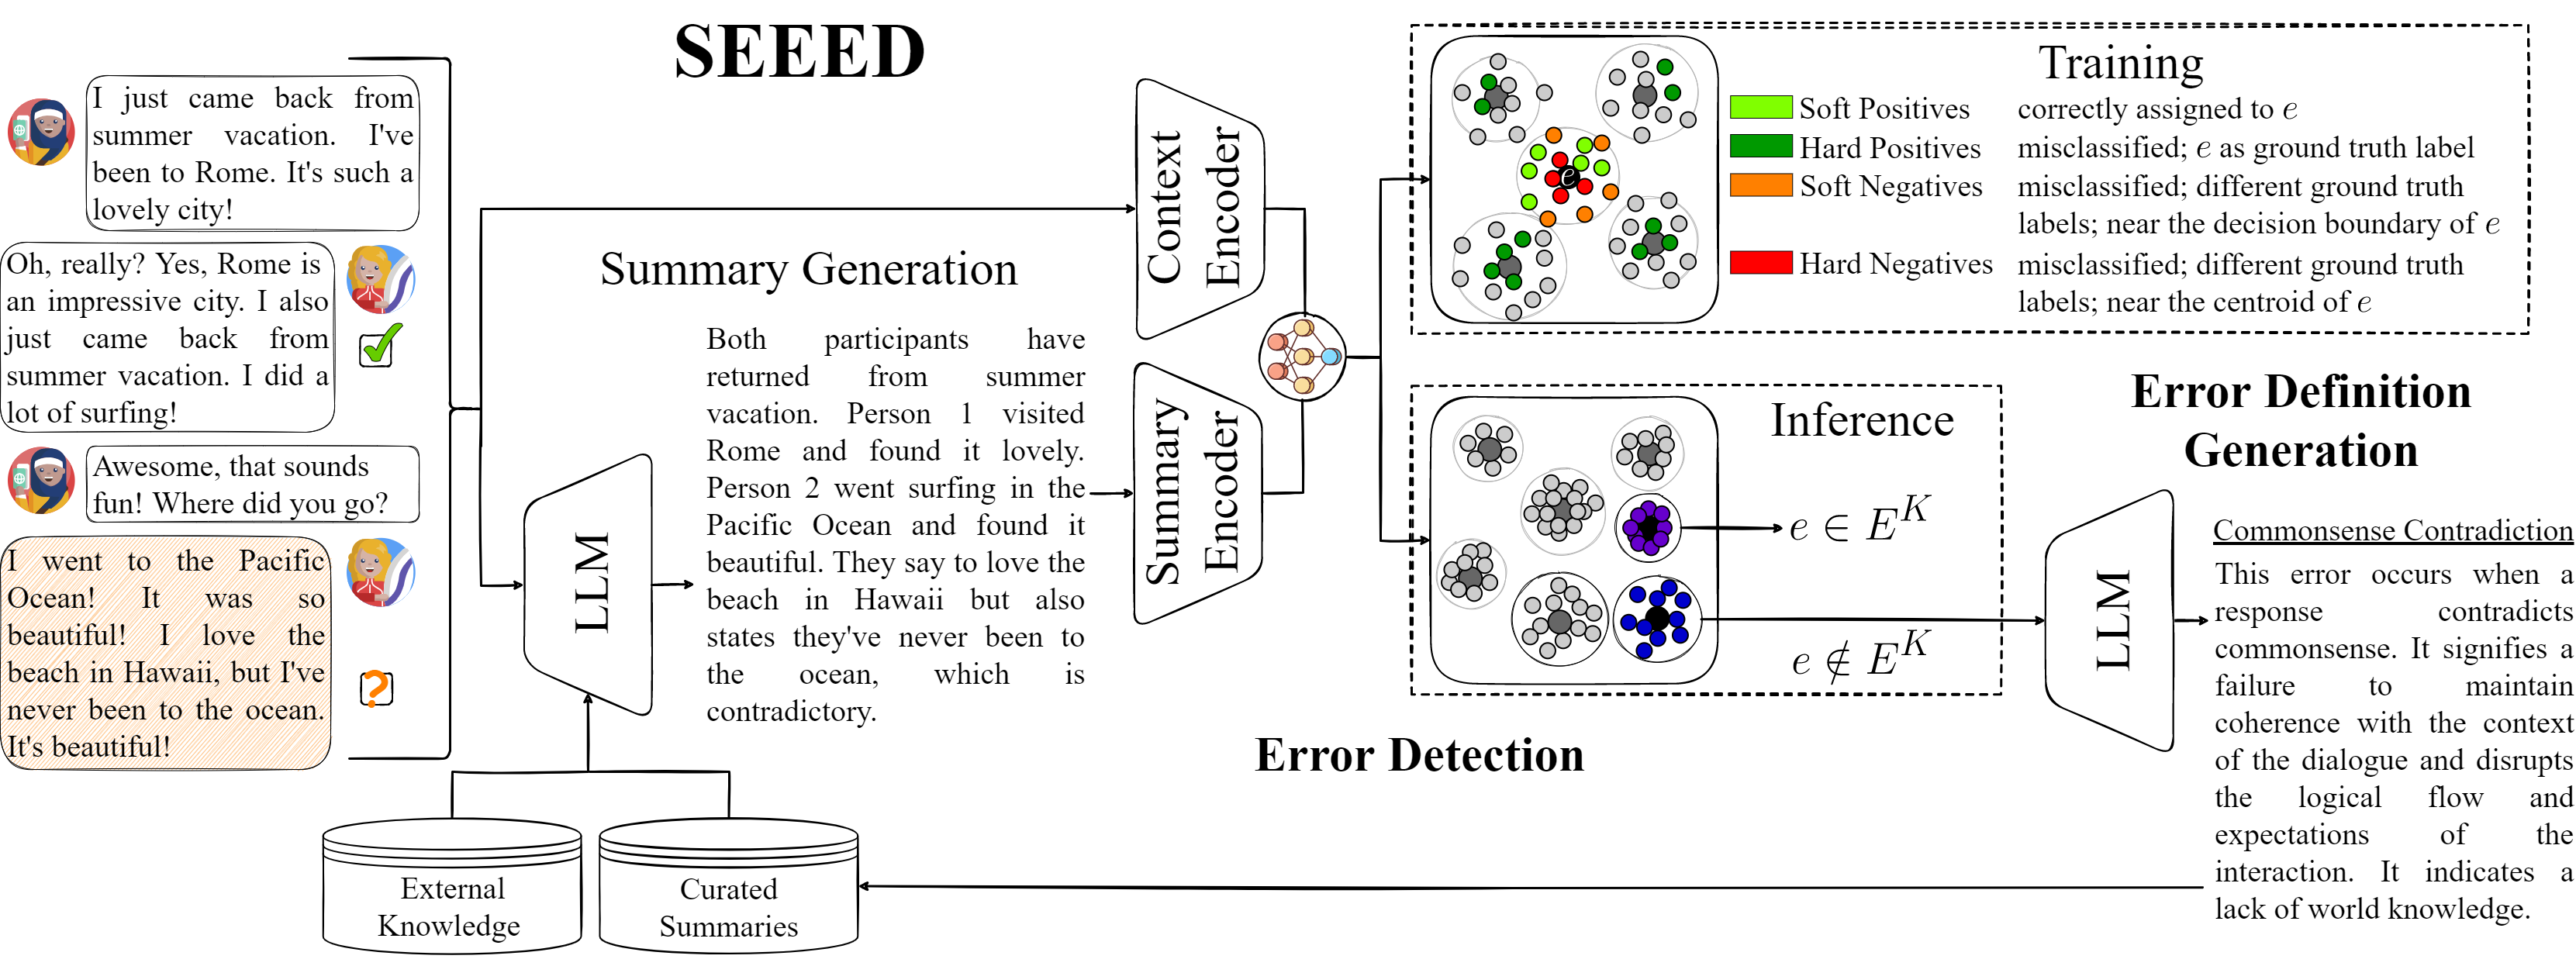 SEEED
I just came back from
summer vacation. I've
been to Rome. It's such a
lovely city!
Oh, really? Yes, Rome is
an impressive city. I also
just came back from
summer vacation. I did a
lot of surfing!
Awesome, that sounds
fun! Where did you go?
I went to the Pacific
Ocean! It was so
beautiful! I love the
beach in Hawaii, but I've
never been to the ocean.
It's beautiful!
External
Knowledge
Curated
Summaries
LLM
Summary Generation
Both participants have
returned from summer
vacation. Person 1 visited
Rome and found it lovely.
Person 2 went surfing in the
Pacific Ocean and found it
beautiful. They say to love the
beach in Hawaii but also
states they've never been to
the ocean, which is
contradictory.
Context
Encoder
Summary
Encoder
Training
e
Soft Positives correctly assigned to e
Hard Positives misclassified; e as ground truth label
Soft Negatives misclassified; different ground truth
labels; near the decision boundary of e
Hard Negatives misclassified; different ground truth
labels; near the centroid of e
Inference
e ∈ E^K
e ∉ E^K
Error Detection
Error Definition
Generation
LLM
Commonsense Contradiction
This error occurs when a
response contradicts
commonsense. It signifies a
failure to maintain
coherence with the context
of the dialogue and disrupts
the logical flow and
expectations of the
interaction. It indicates a
lack of world knowledge.